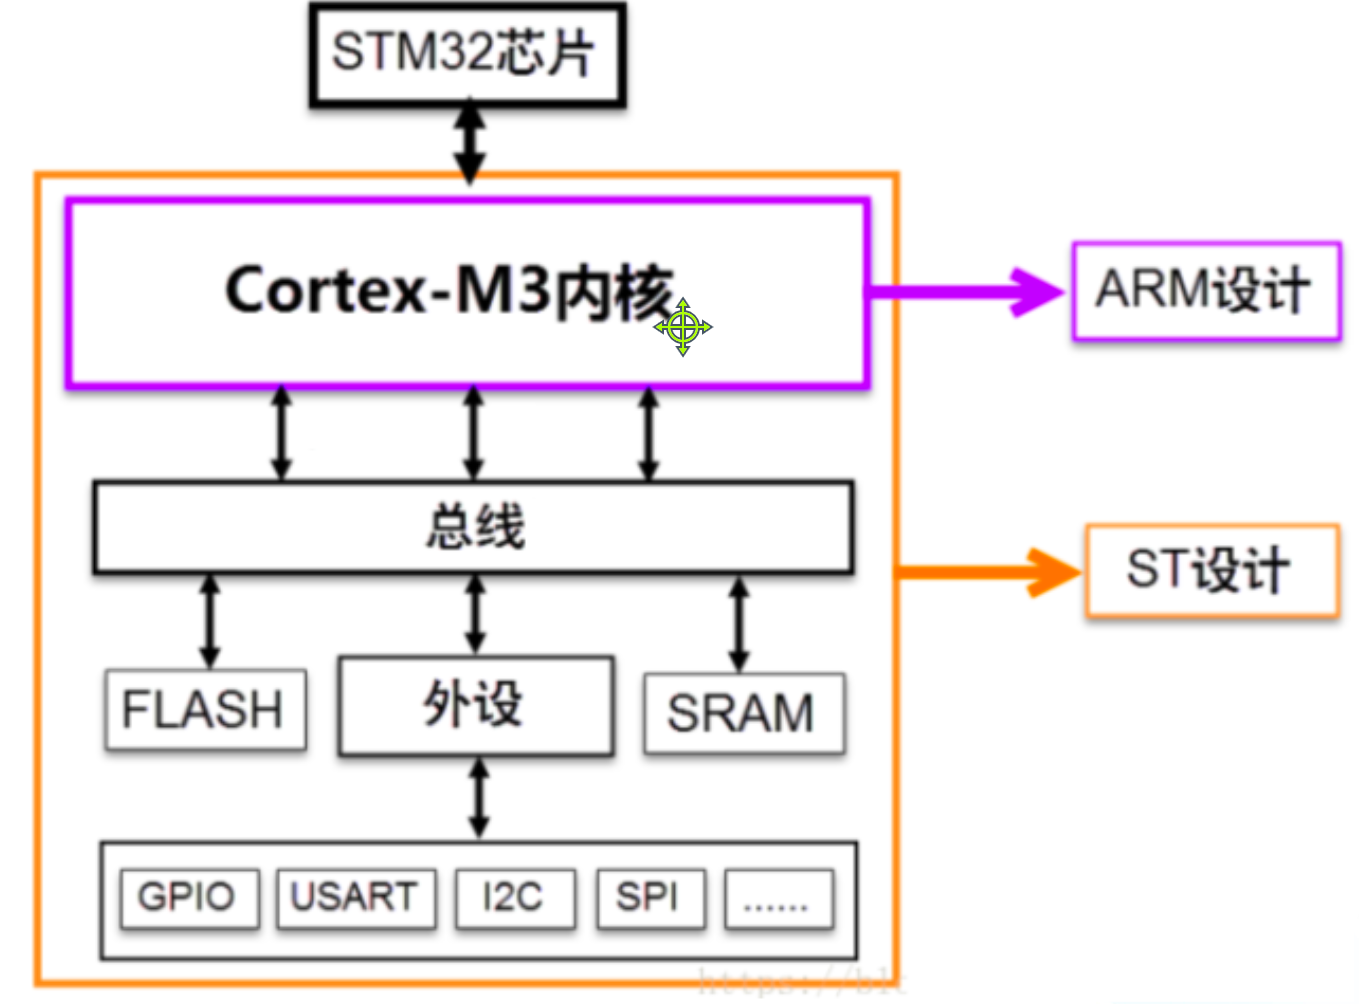 STM32芯片
Cortex-M3内核
ARM设计
总线
ST设计
FLASH
外设
SRAM
GPIO
USART
I2C
SPI
......
https://bl